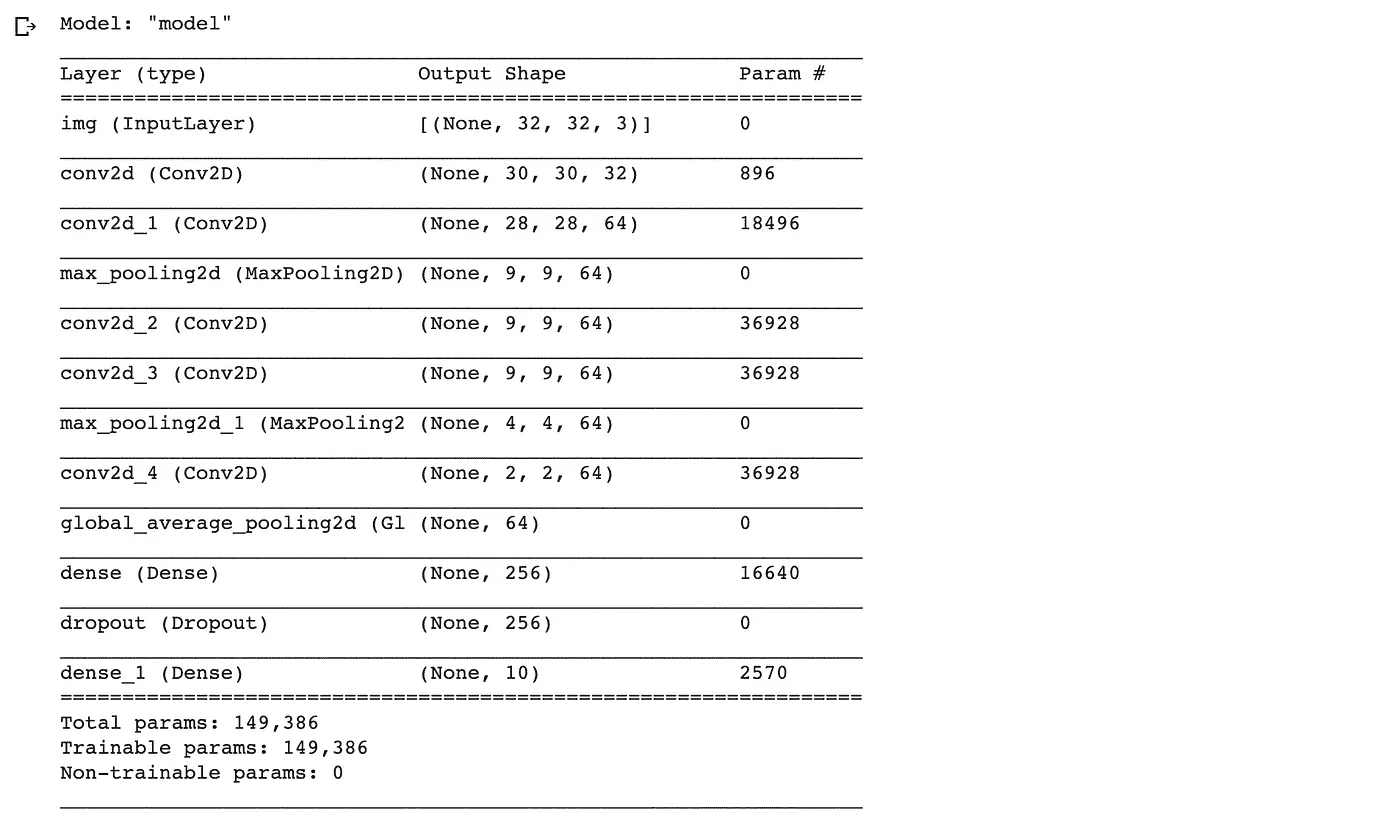 Model: "model"
Layer (type) Output Shape Param #
img (InputLayer) [(None, 32, 32, 3)] 0
conv2d (Conv2D) (None, 30, 30, 32) 896
conv2d_1 (Conv2D) (None, 28, 28, 64) 18496
max_pooling2d (MaxPooling2D) (None, 9, 9, 64) 0
conv2d_2 (Conv2D) (None, 9, 9, 64) 36928
conv2d_3 (Conv2D) (None, 9, 9, 64) 36928
max_pooling2d_1 (MaxPooling2 (None, 4, 4, 64) 0
conv2d_4 (Conv2D) (None, 2, 2, 64) 36928
global_average_pooling2d (Gl (None, 64) 0
dense (Dense) (None, 256) 16640
dropout (Dropout) (None, 256) 0
dense_1 (Dense) (None, 10) 2570
Total params: 149,386
Trainable params: 149,386
Non-trainable params: 0